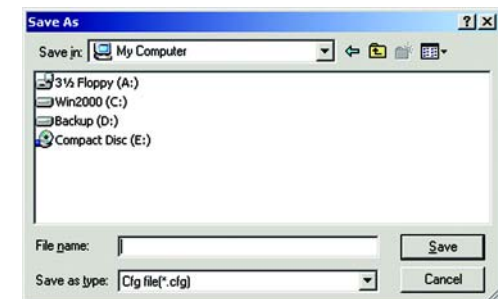 Save As
Save in: My Computer
3½ Floppy (A:)
Win2000 (C:)
Backup (D:)
Compact Disc (E:)
File name:
Save
Save as type: Cfg file(*.cfg)
Cancel